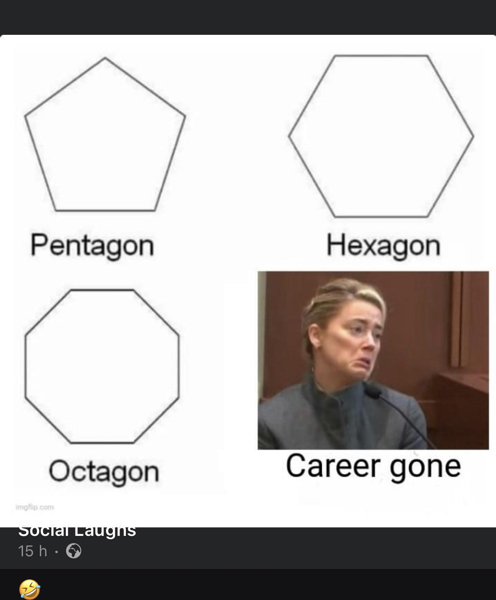 Pentagon
Hexagon
Octagon
Career gone
imgflip.com
Social Laughs
15 h ·